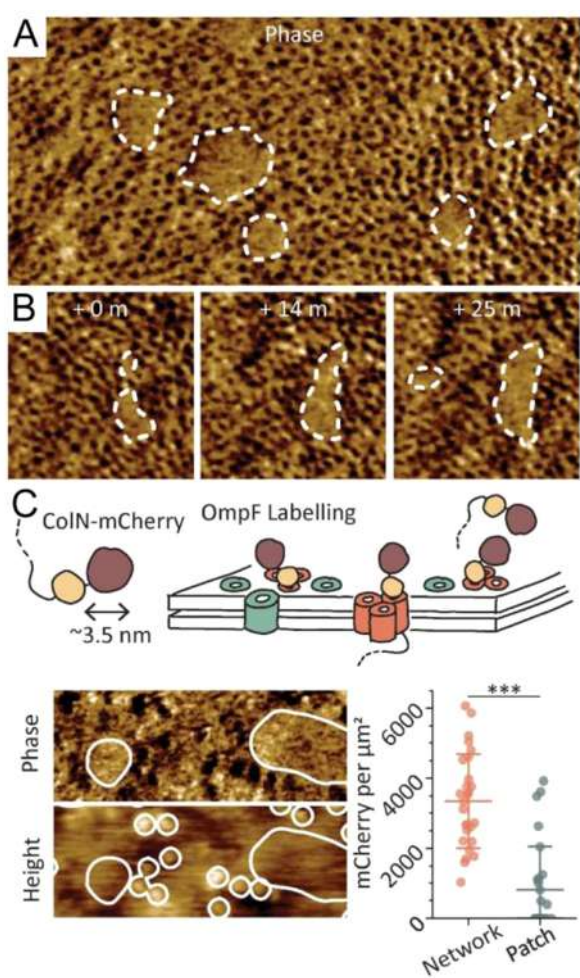 A
Phase
B
+ 0 m
+ 14 m
+ 25 m
C
ColN-mCherry
OmpF Labelling
~3.5 nm
Phase
Height
mCherry per µm²
6000
4000
2000
0
***
Network
Patch